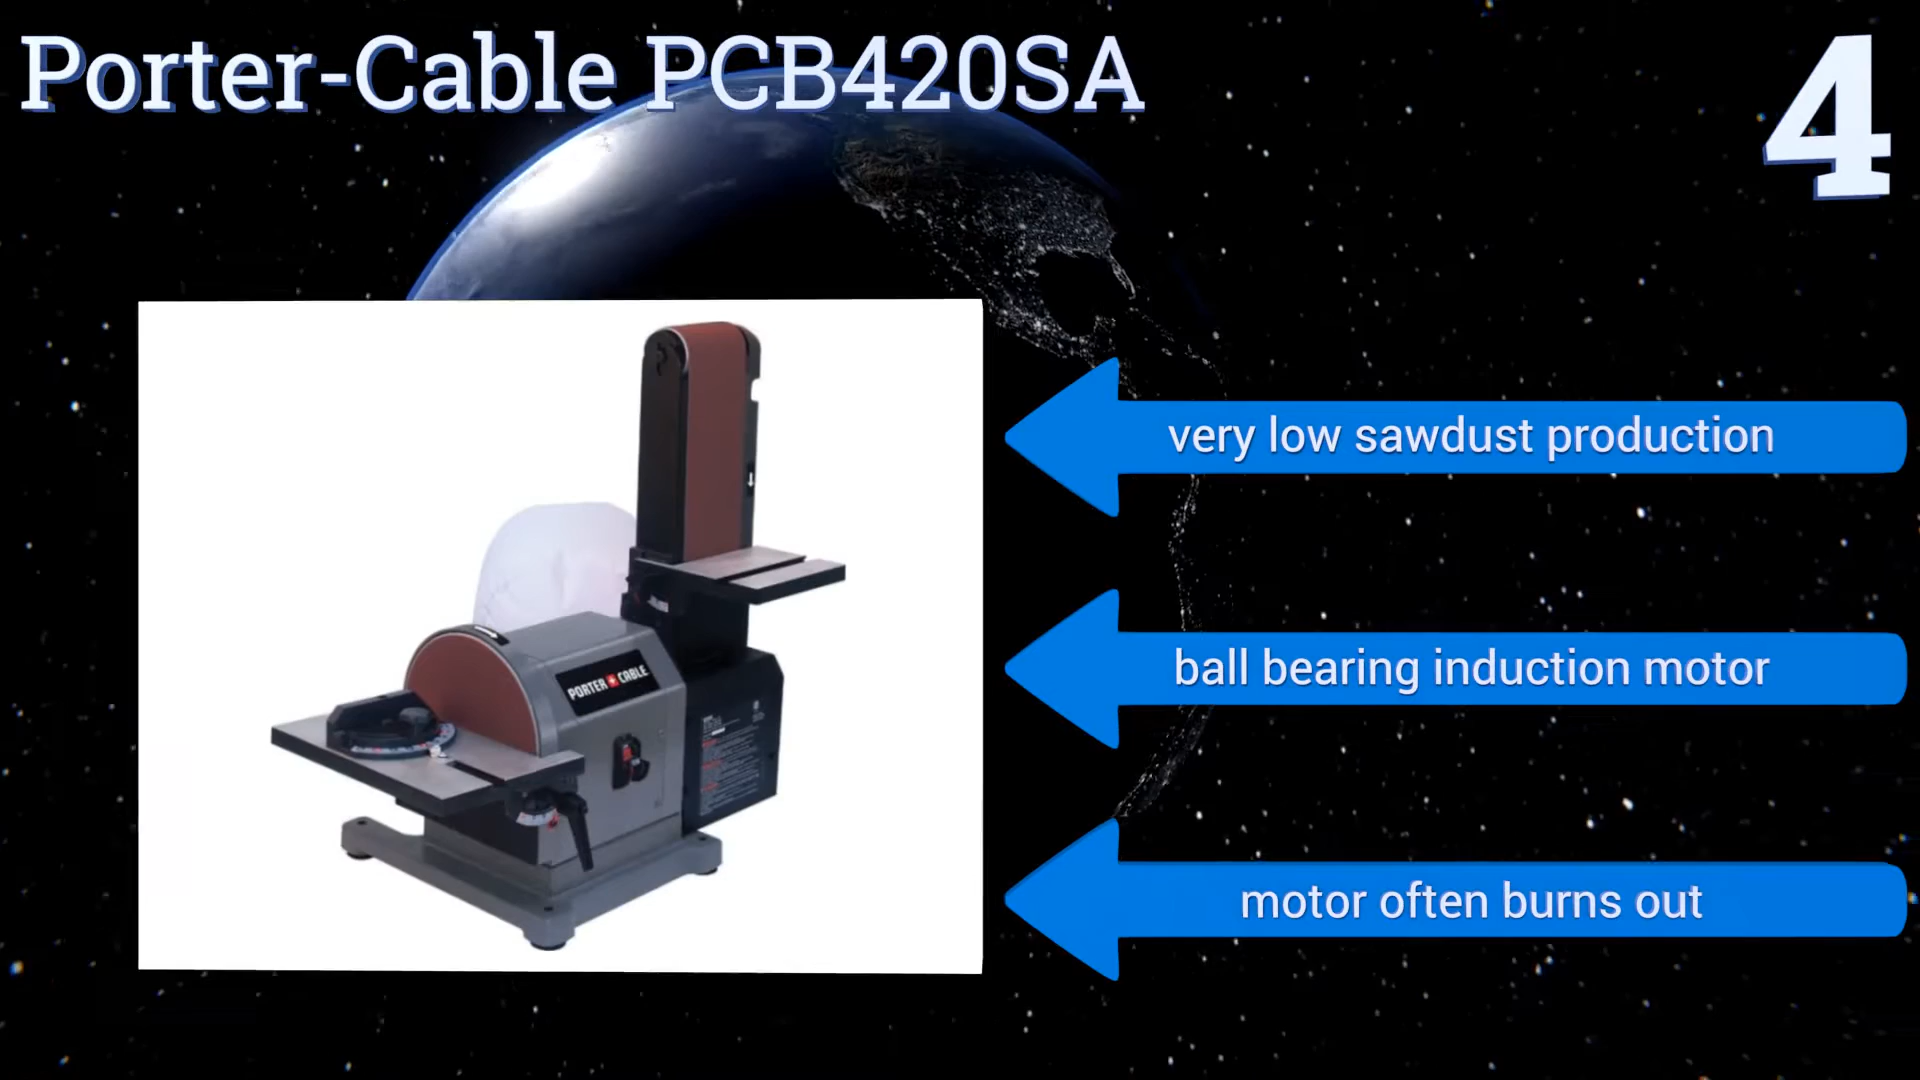 Porter-Cable PCB420SA
4
very low sawdust production
PORTER CABLE
ball bearing induction motor
motor often burns out